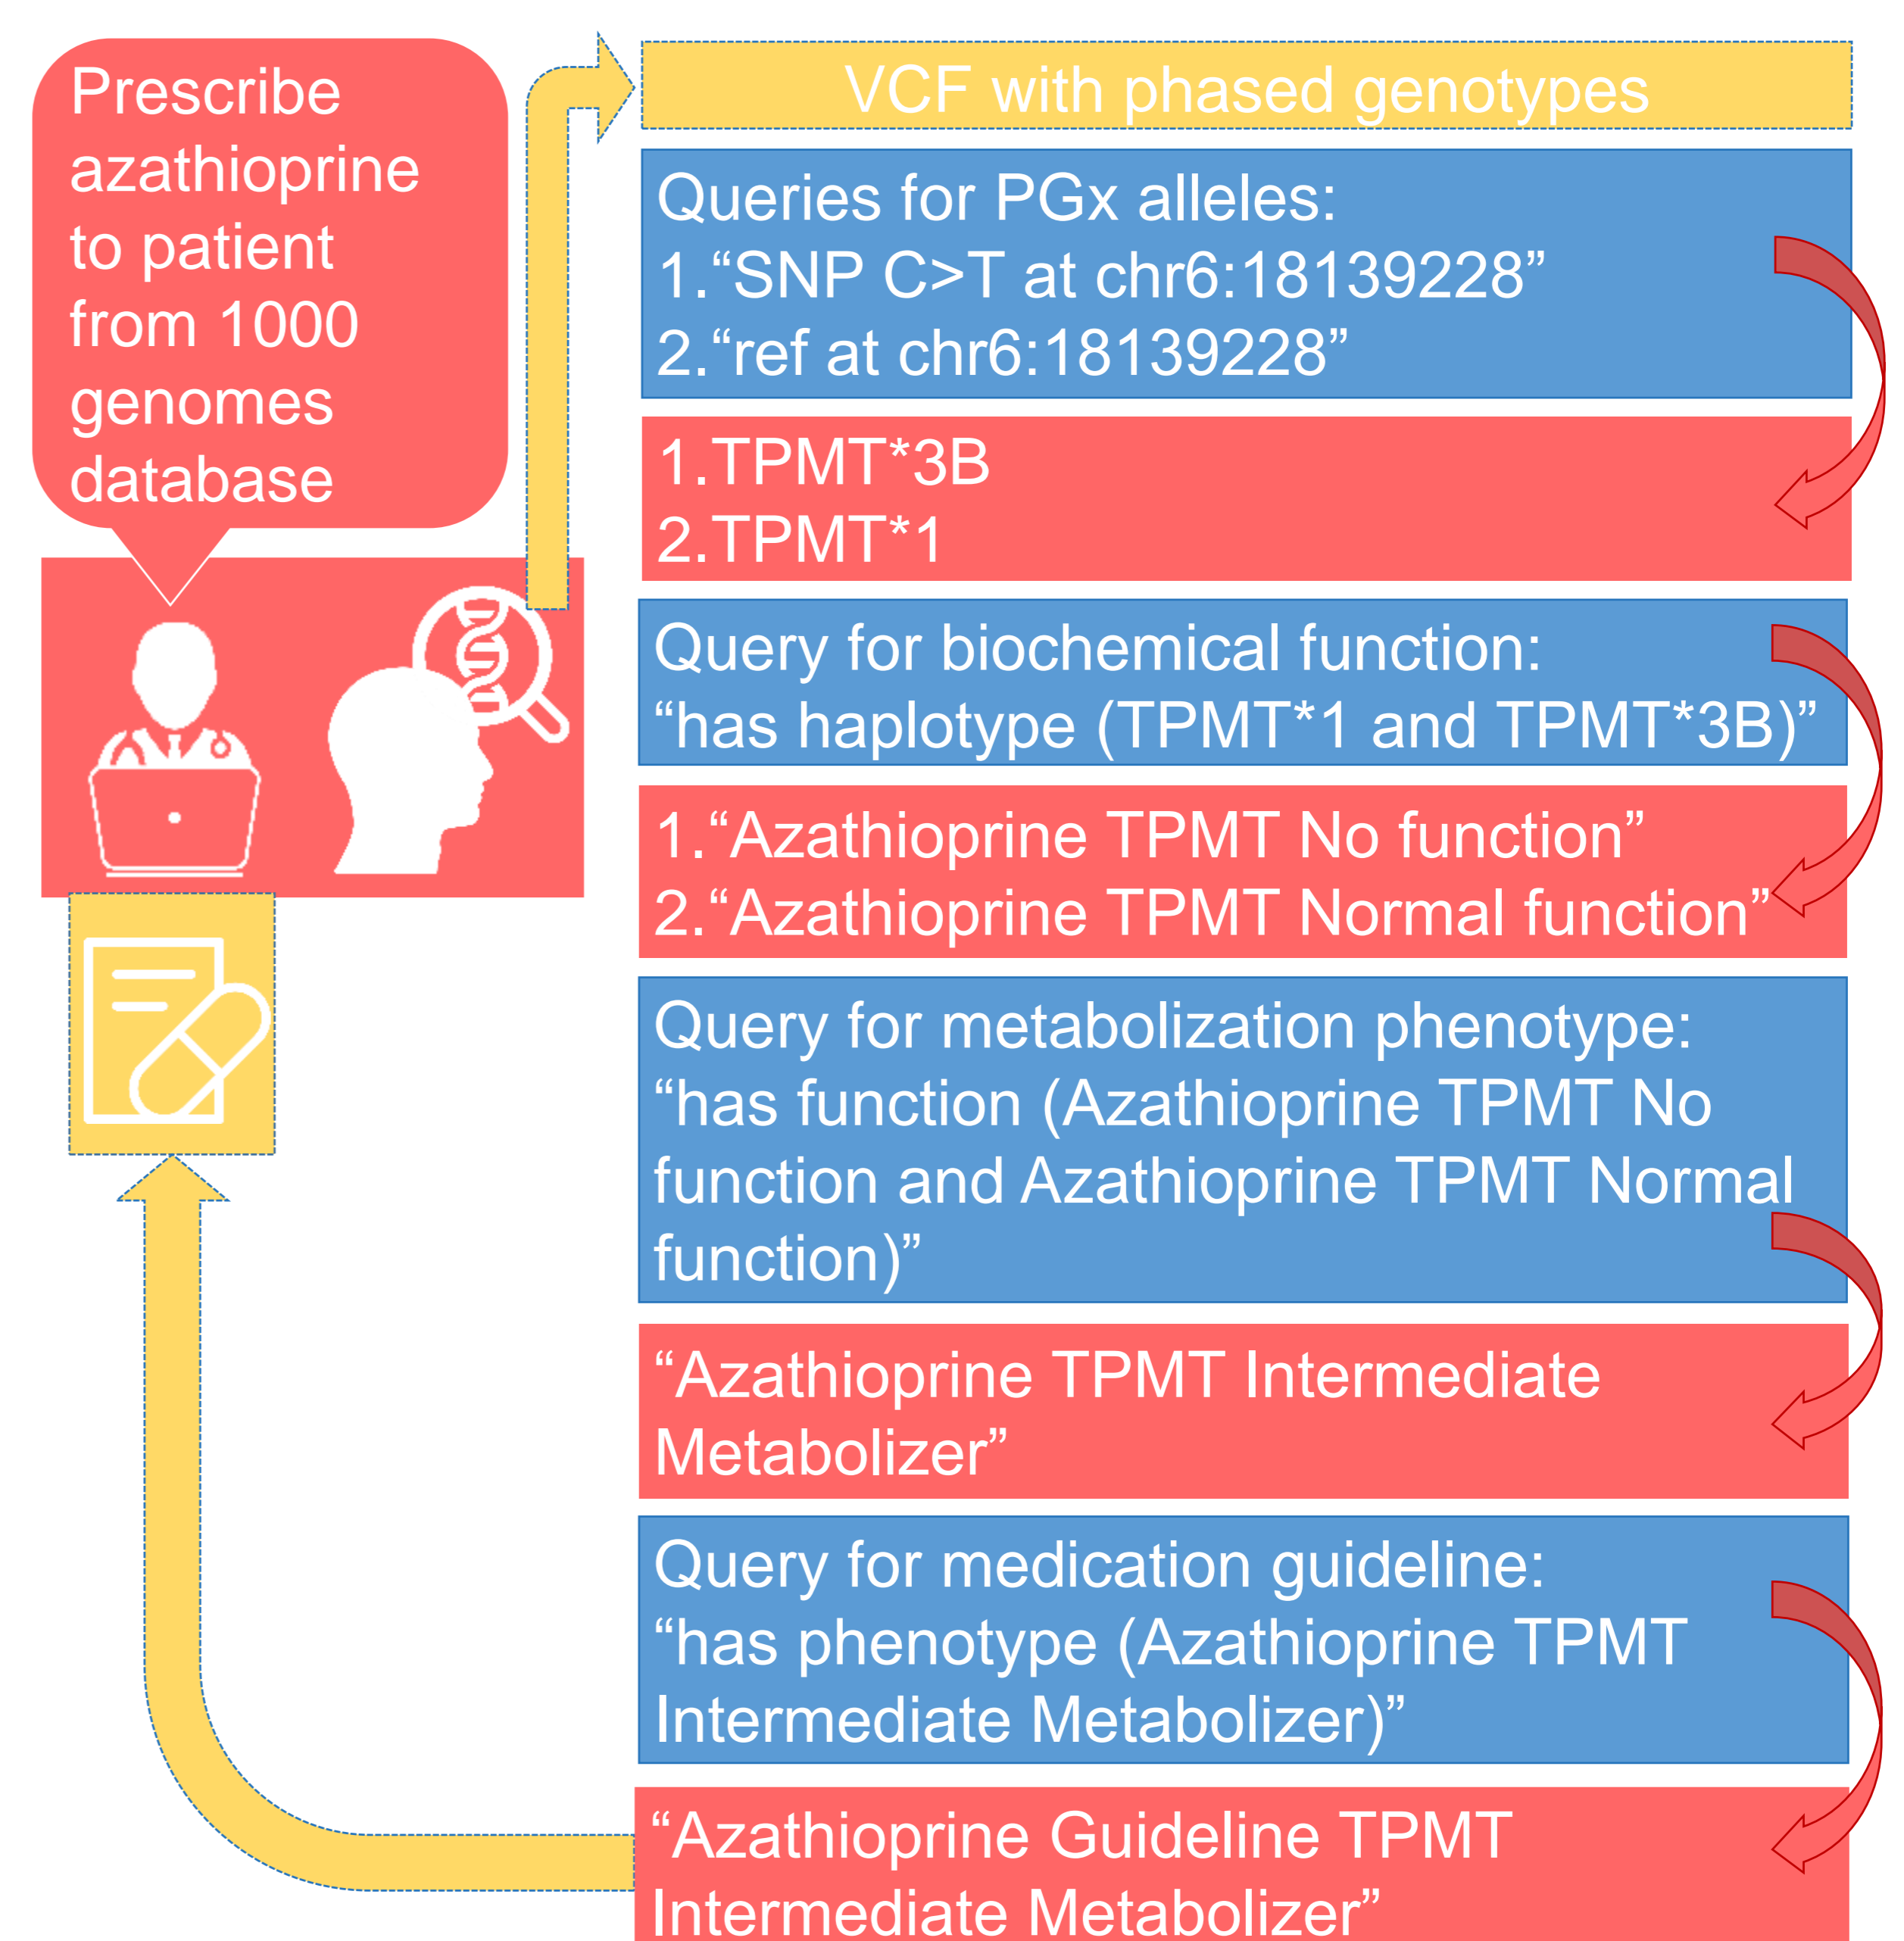 Prescribe
azathioprine
to patient
from 1000
genomes
database
VCF with phased genotypes
Queries for PGx alleles:
1. “SNP C>T at chr6:18139228”
2. “ref at chr6:18139228”
1. TPMT*3B
2. TPMT*1
Query for biochemical function:
“has haplotype (TPMT*1 and TPMT*3B)”
1. “Azathioprine TPMT No function”
2. “Azathioprine TPMT Normal function”
Query for metabolization phenotype:
“has function (Azathioprine TPMT No
function and Azathioprine TPMT Normal
function)”
“Azathioprine TPMT Intermediate
Metabolizer”
Query for medication guideline:
“has phenotype (Azathioprine TPMT
Intermediate Metabolizer)”
“Azathioprine Guideline TPMT
Intermediate Metabolizer”